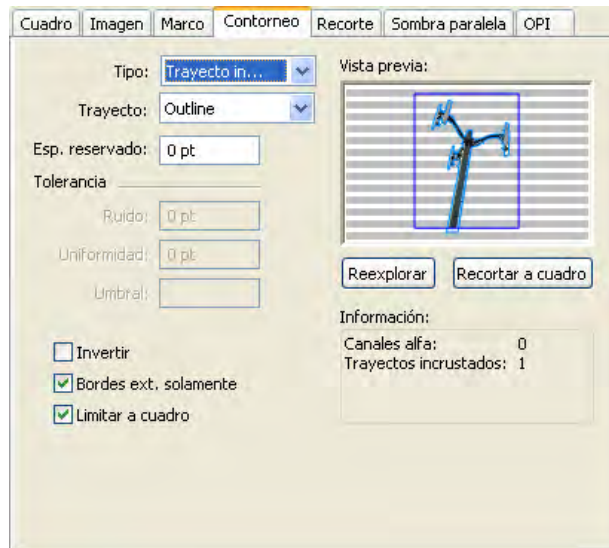 Cuadro Imagen Marco Contorneo Recorte Sombra paralela OPI
Tipo: Trayecto in...
Trayecto: Outline
Esp. reservado: 0 pt
Tolerancia
Ruido: 0 pt
Uniformidad: 0 pt
Umbral:
Invertir
Bordes ext. solamente
Limitar a cuadro
Vista previa:
Reexplorar Recortar a cuadro
Información:
Canales alfa: 0
Trayectos incrustados: 1